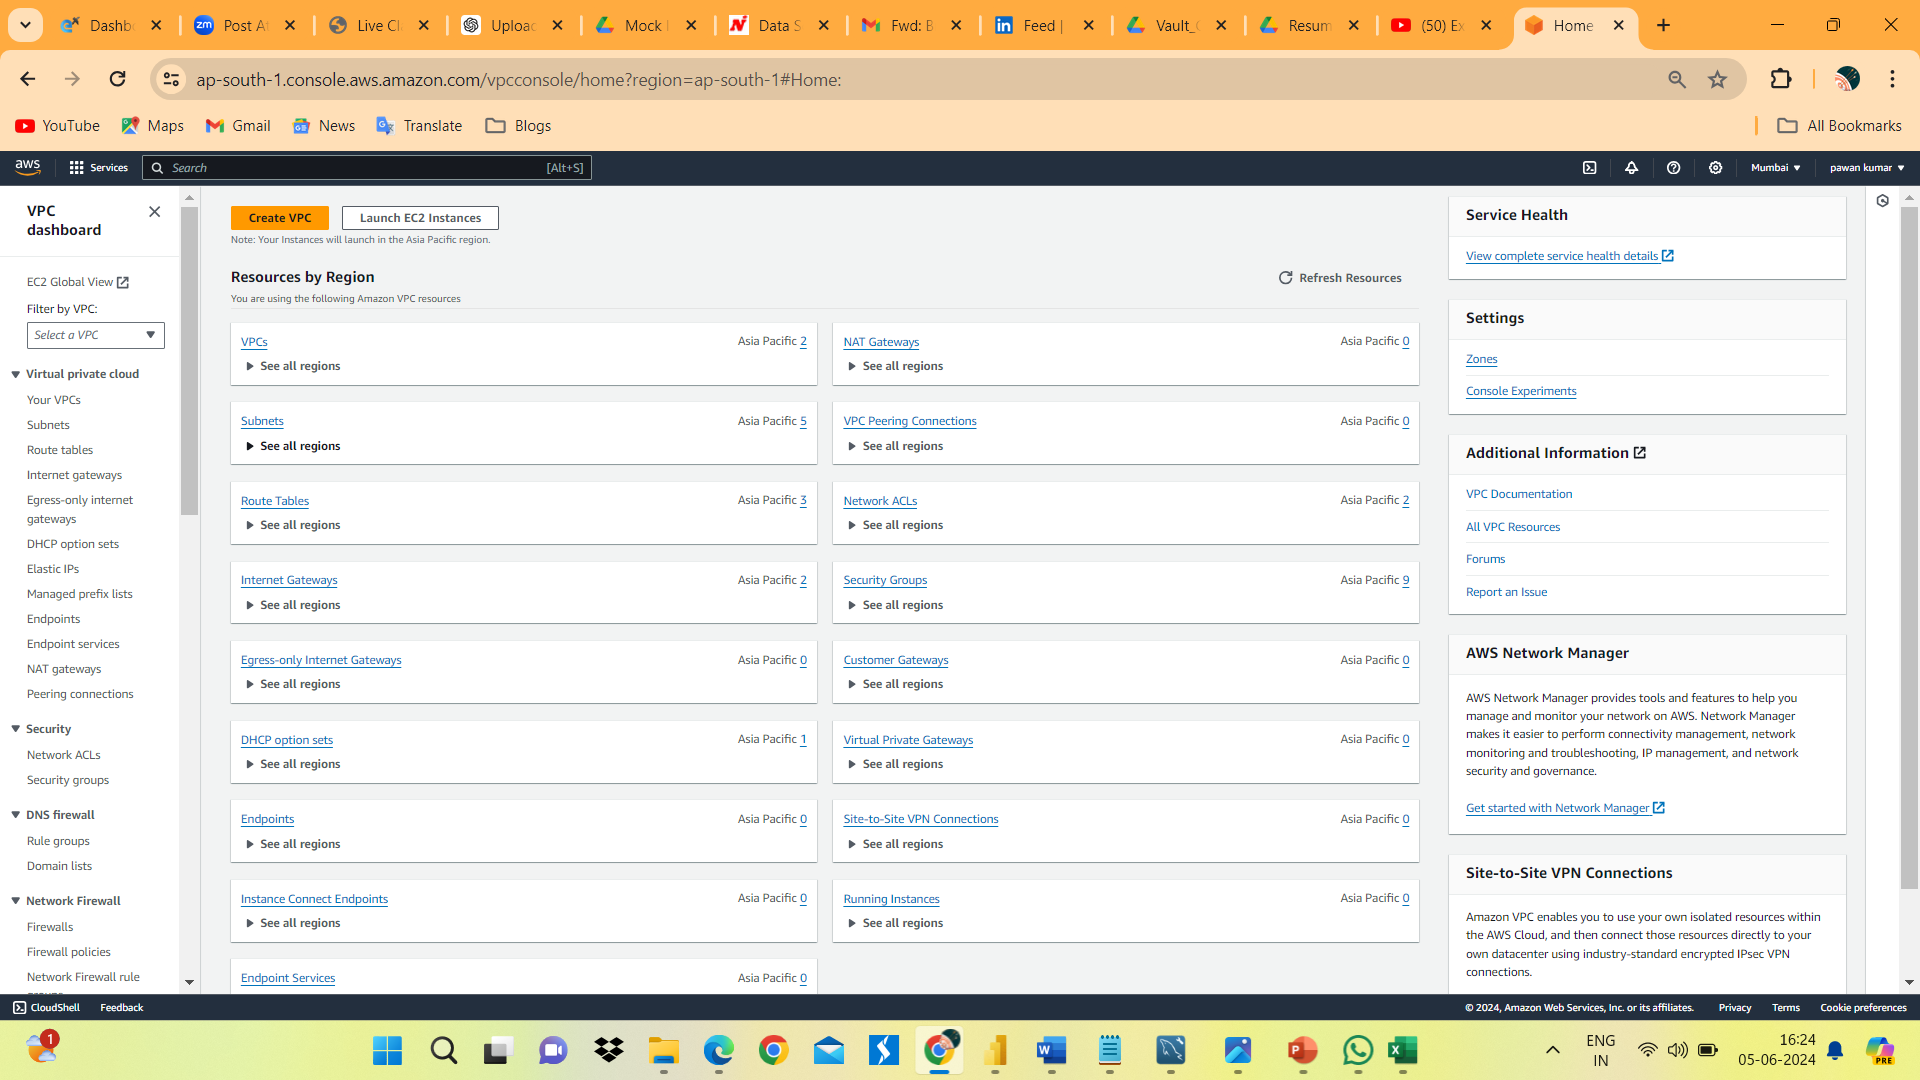 Dashb
Post At
Live Cl
Upload
Mock I
Data S
Fwd: B
Feed |
Vault_C
Resum
(50) Ex
Home
ap-south-1.console.aws.amazon.com/vpcconsole/home?region=ap-south-1#Home:
YouTube
Maps
Gmail
News
Translate
Blogs
All Bookmarks
aws
Services
Search
[Alt+S]
Mumbai
pawan kumar
VPC
dashboard
EC2 Global View
Filter by VPC:
Select a VPC
Virtual private cloud
Your VPCs
Subnets
Route tables
Internet gateways
Egress-only internet
gateways
DHCP option sets
Elastic IPs
Managed prefix lists
Endpoints
Endpoint services
NAT gateways
Peering connections
Security
Network ACLs
Security groups
DNS firewall
Rule groups
Domain lists
Network Firewall
Firewalls
Firewall policies
Network Firewall rule
Create VPC
Launch EC2 Instances
Note: Your Instances will launch in the Asia Pacific region.
Resources by Region
Refresh Resources
You are using the following Amazon VPC resources
VPCs
Asia Pacific 2
See all regions
NAT Gateways
Asia Pacific 0
See all regions
Subnets
Asia Pacific 5
See all regions
VPC Peering Connections
Asia Pacific 0
See all regions
Route Tables
Asia Pacific 3
See all regions
Network ACLs
Asia Pacific 2
See all regions
Internet Gateways
Asia Pacific 2
See all regions
Security Groups
Asia Pacific 9
See all regions
Egress-only Internet Gateways
Asia Pacific 0
See all regions
Customer Gateways
Asia Pacific 0
See all regions
DHCP option sets
Asia Pacific 1
See all regions
Virtual Private Gateways
Asia Pacific 0
See all regions
Endpoints
Asia Pacific 0
See all regions
Site-to-Site VPN Connections
Asia Pacific 0
See all regions
Instance Connect Endpoints
Asia Pacific 0
See all regions
Running Instances
Asia Pacific 0
See all regions
Endpoint Services
Asia Pacific 0
Service Health
View complete service health details
Settings
Zones
Console Experiments
Additional Information
VPC Documentation
All VPC Resources
Forums
Report an Issue
AWS Network Manager
AWS Network Manager provides tools and features to help you
manage and monitor your network on AWS. Network Manager
makes it easier to perform connectivity management, network
monitoring and troubleshooting, IP management, and network
security and governance.
Get started with Network Manager
Site-to-Site VPN Connections
Amazon VPC enables you to use your own isolated resources within
the AWS Cloud, and then connect those resources directly to your
own datacenter using industry-standard encrypted IPsec VPN
connections.
CloudShell
Feedback
© 2024, Amazon Web Services, Inc. or its affiliates.
Privacy
Terms
Cookie preferences
1
ENG
IN
16:24
05-06-2024
PRE